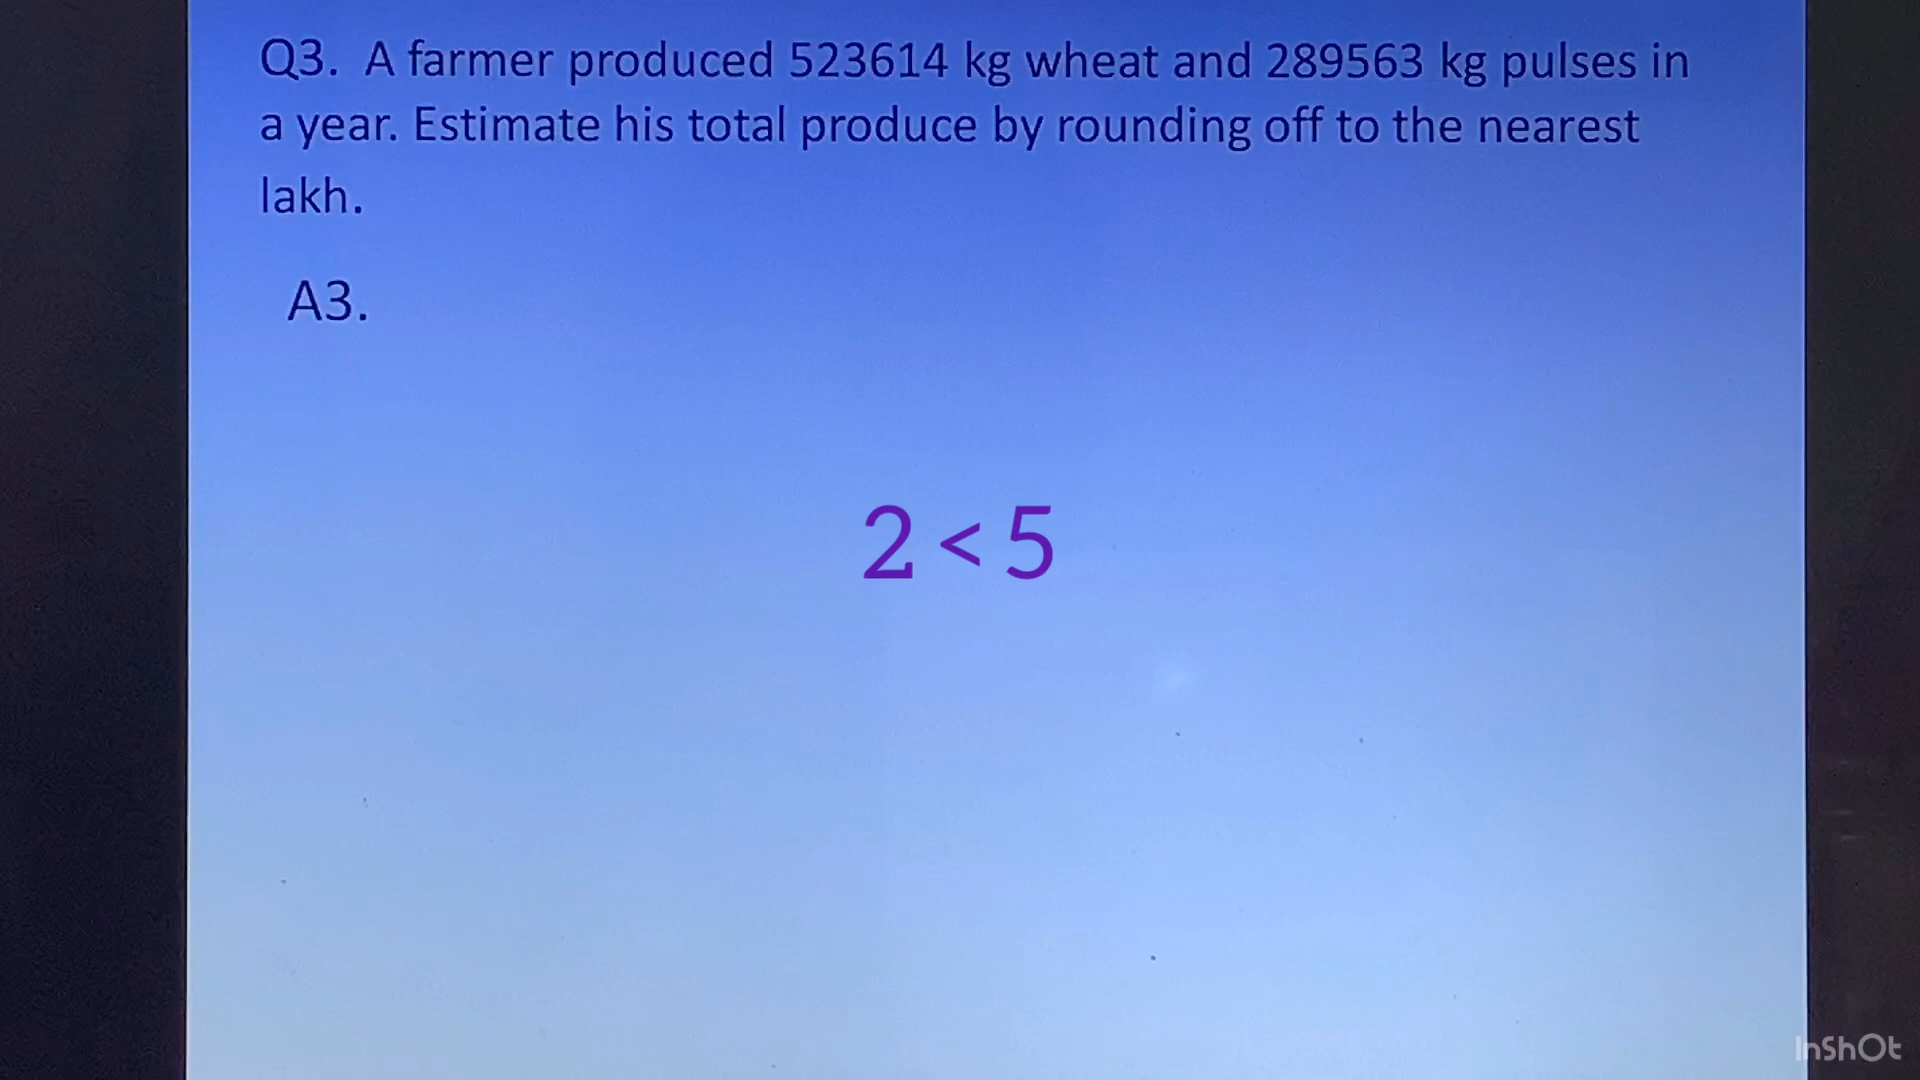 Q3. A farmer produced 523614 kg wheat and 289563 kg pulses in
a year. Estimate his total produce by rounding off to the nearest
lakh.
A3.
2 < 5
InShOt